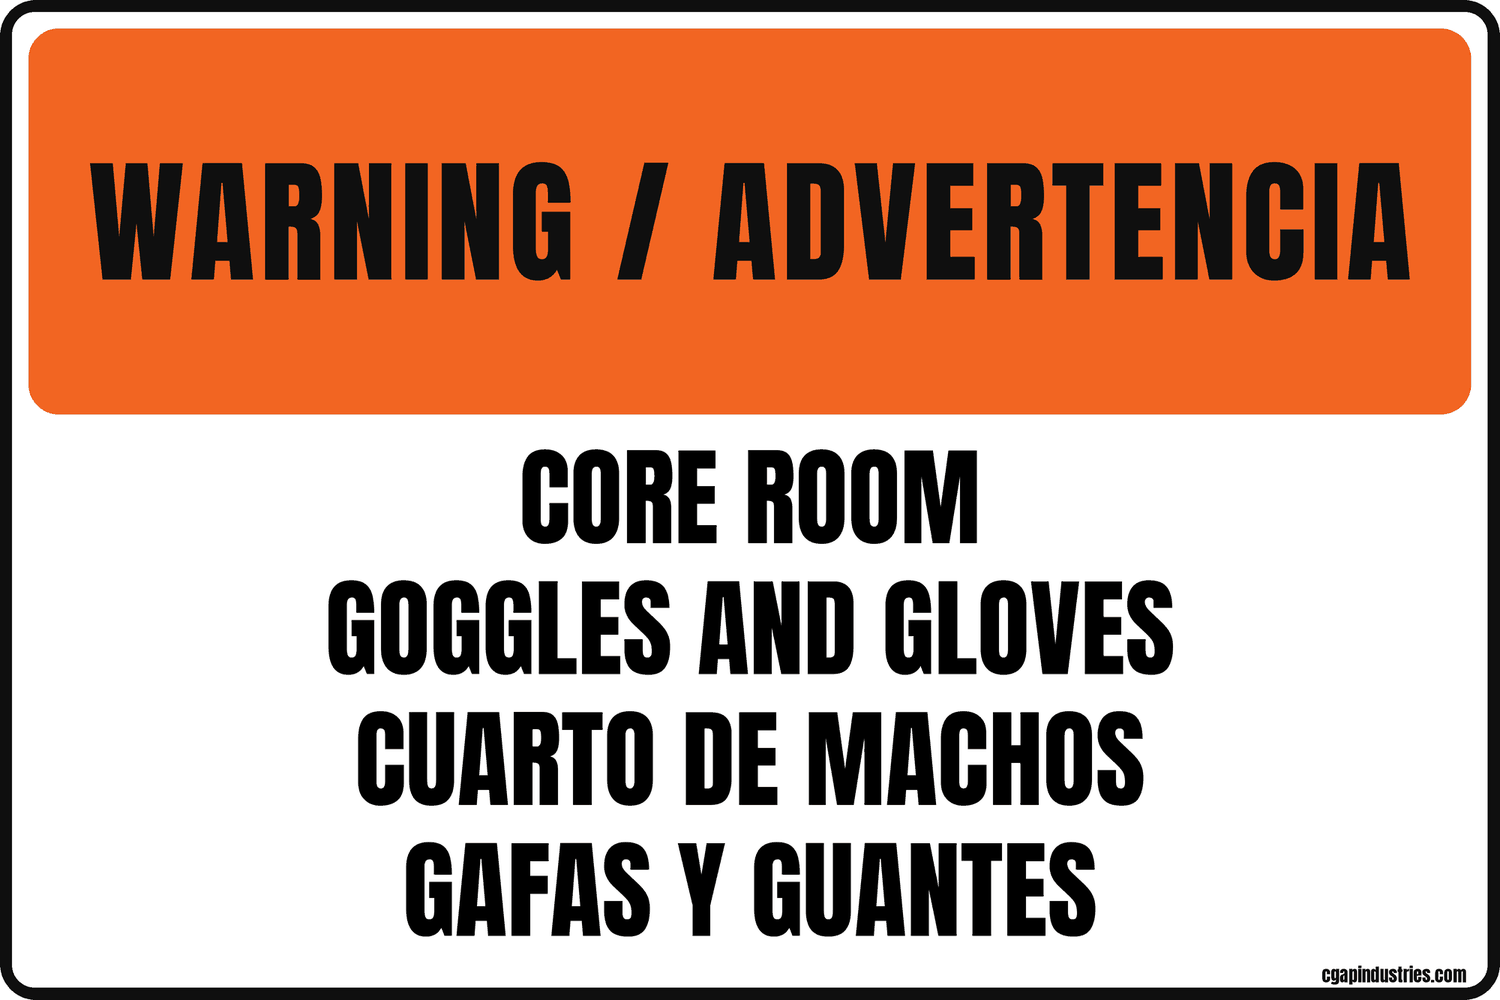 WARNING / ADVERTENCIA
CORE ROOM
GOGGLES AND GLOVES
CUARTO DE MACHOS
GAFAS Y GUANTES
cgapindustries.com